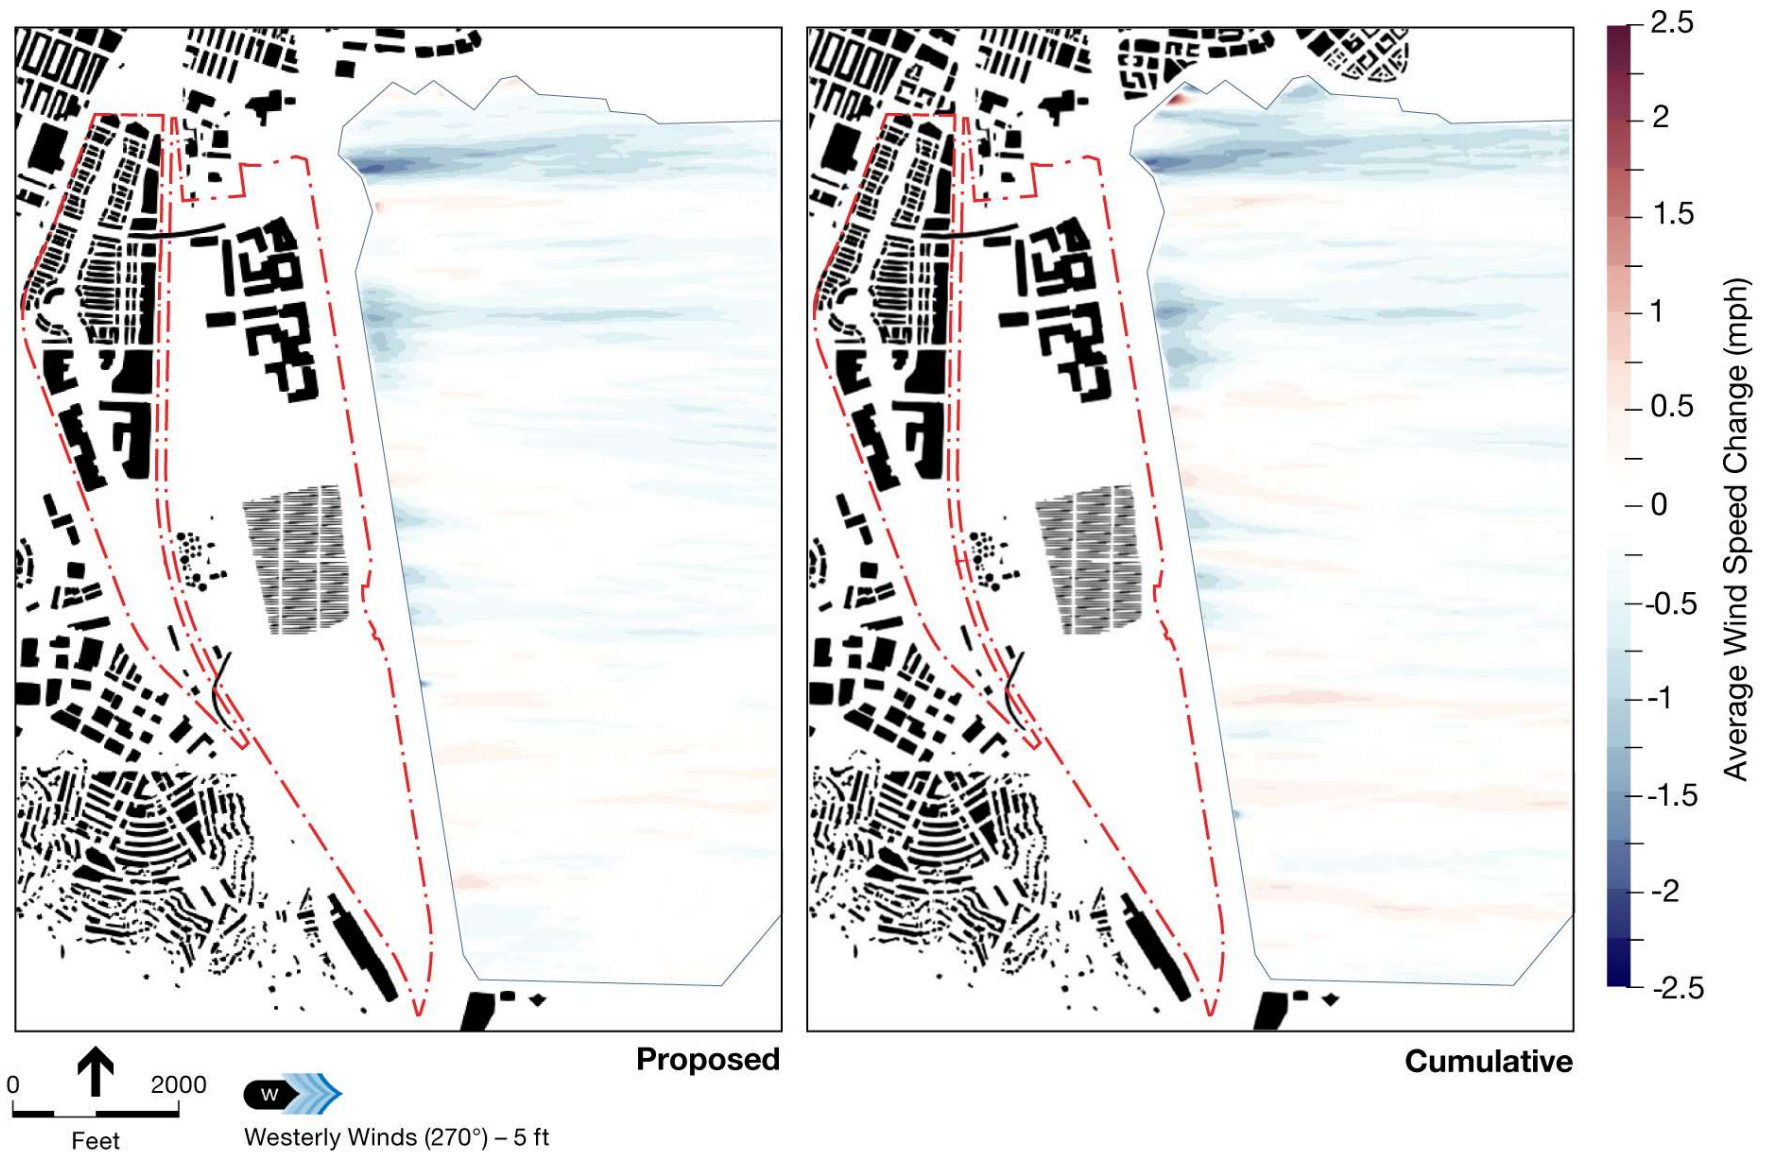 2.5
2
1.5
1
0.5
0
-0.5
-1
-1.5
-2
-2.5
Average Wind Speed Change (mph)
Proposed
Cumulative
0 2000
Feet
W
Westerly Winds (270°) – 5 ft